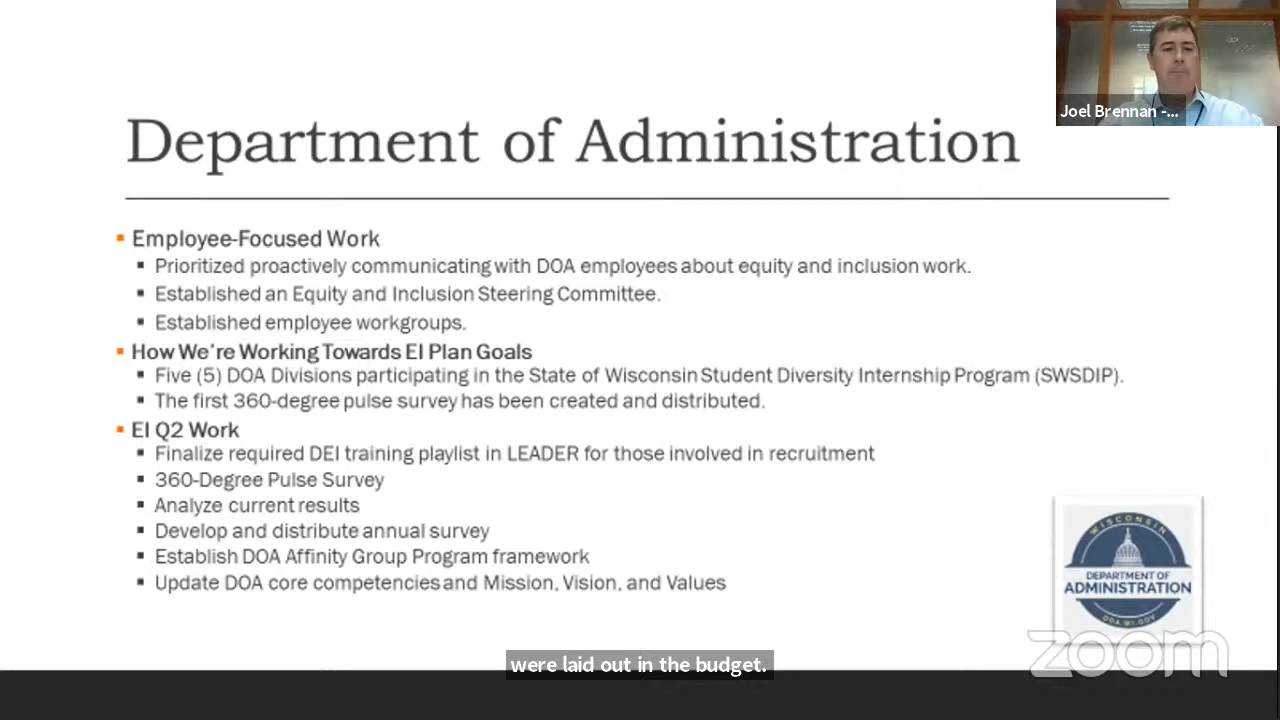 Joel Brennan -...
Department of Administration
Employee-Focused Work
Prioritized proactively communicating with DOA employees about equity and inclusion work.
Established an Equity and Inclusion Steering Committee.
Established employee workgroups.
How We're Working Towards EI Plan Goals
Five (5) DOA Divisions participating in the State of Wisconsin Student Diversity Internship Program (SWSDIP).
The first 360-degree pulse survey has been created and distributed.
EI Q2 Work
Finalize required DEI training playlist in LEADER for those involved in recruitment
360-Degree Pulse Survey
Analyze current results
Develop and distribute annual survey
Establish DOA Affinity Group Program framework
Update DOA core competencies and Mission, Vision, and Values
WISCONSIN
DEPARTMENT OF
ADMINISTRATION
DOA.WI.GOV
zoom
were laid out in the budget.